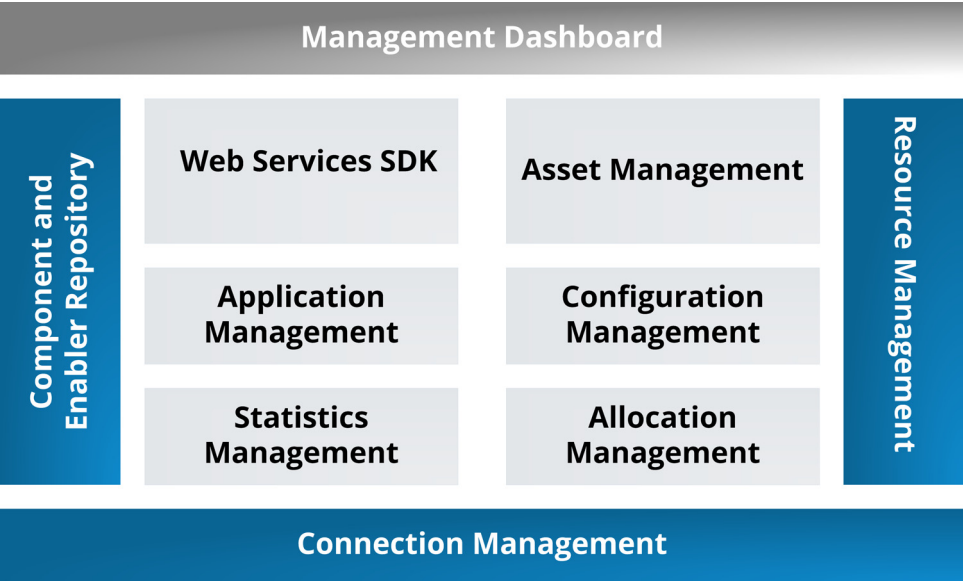 Management Dashboard
Component and
Enabler Repository
Web Services SDK
Asset Management
Resource Management
Application
Management
Configuration
Management
Statistics
Management
Allocation
Management
Connection Management